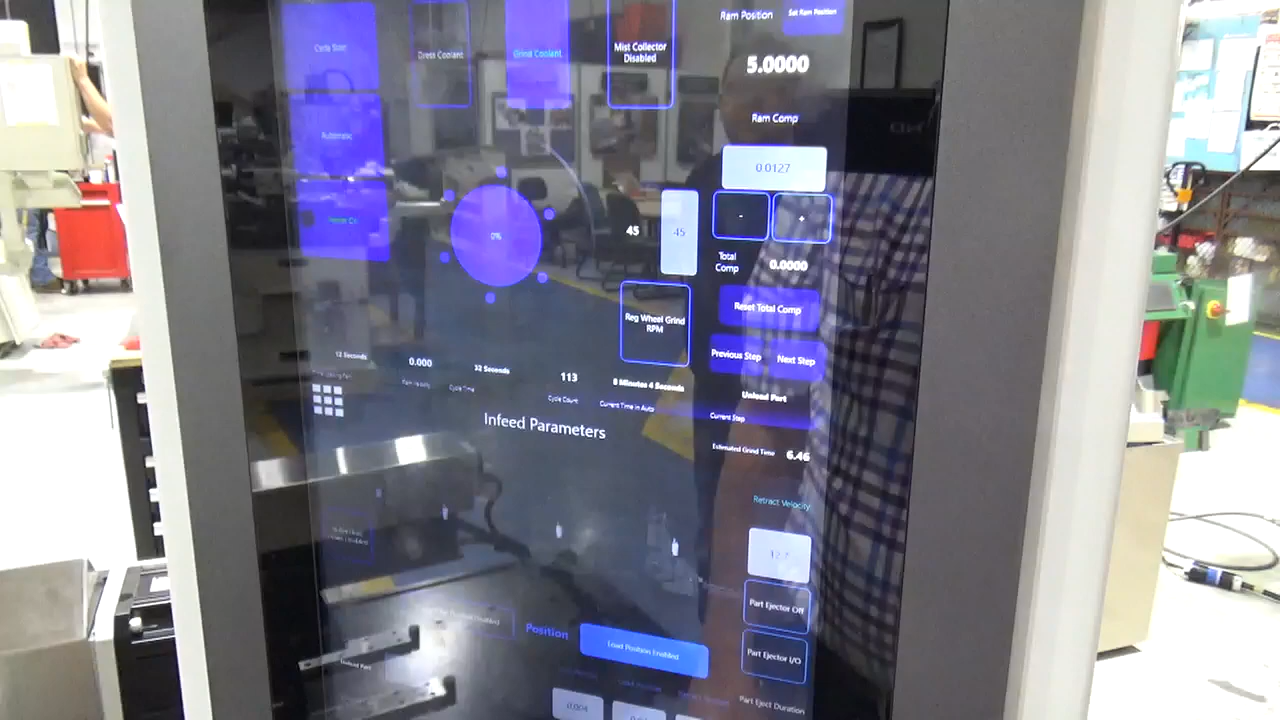 Ram Position
Set Ram Position
Cycle Start
Dress Coolant
Grind Coolant
Mist Collector
Disabled
5.0000
Ram Comp
Automatic
0.0127
-
+
0%
45
45
Total
Comp
0.0000
Reg Wheel Grind
RPM
Reset Total Comp
Previous Step
Next Step
12 Seconds
0.000
32 Seconds
113
8 Minutes 4 Seconds
Unload Part
Cycle Time
Cycle Count
Current Time in Auto
Current Step
Infeed Parameters
Estimated Grind Time
6.46
Retract Velocity
12.7
Part Ejector Off
Position
Load Position Enabled
Part Ejector I/O
Unload Part
Part Eject Duration
0.004